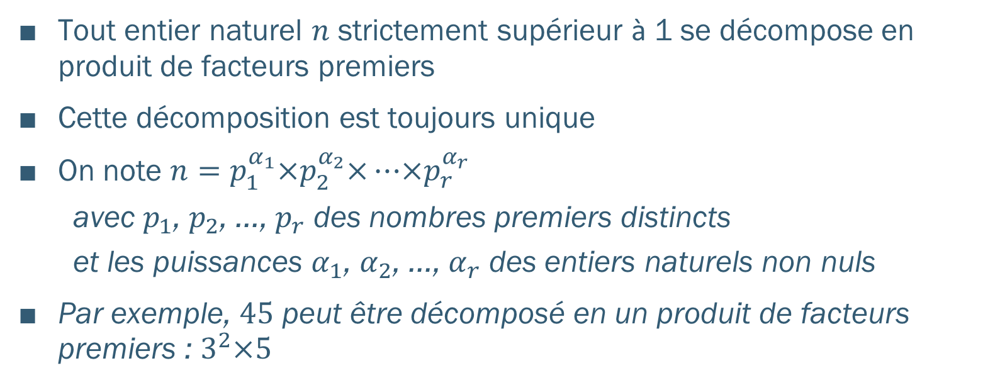 ▪ Tout entier naturel 𝑛 strictement supérieur à 1 se décompose en
produit de facteurs premiers
▪ Cette décomposition est toujours unique
▪ On note $n = p_1^{\alpha_1} \times p_2^{\alpha_2} \times \cdots \times p_r^{\alpha_r}$
avec $p_1$, $p_2$, ..., $p_r$ des nombres premiers distincts
et les puissances $\alpha_1$, $\alpha_2$, ..., $\alpha_r$ des entiers naturels non nuls
▪ Par exemple, 45 peut être décomposé en un produit de facteurs
premiers : $3^2 \times 5$